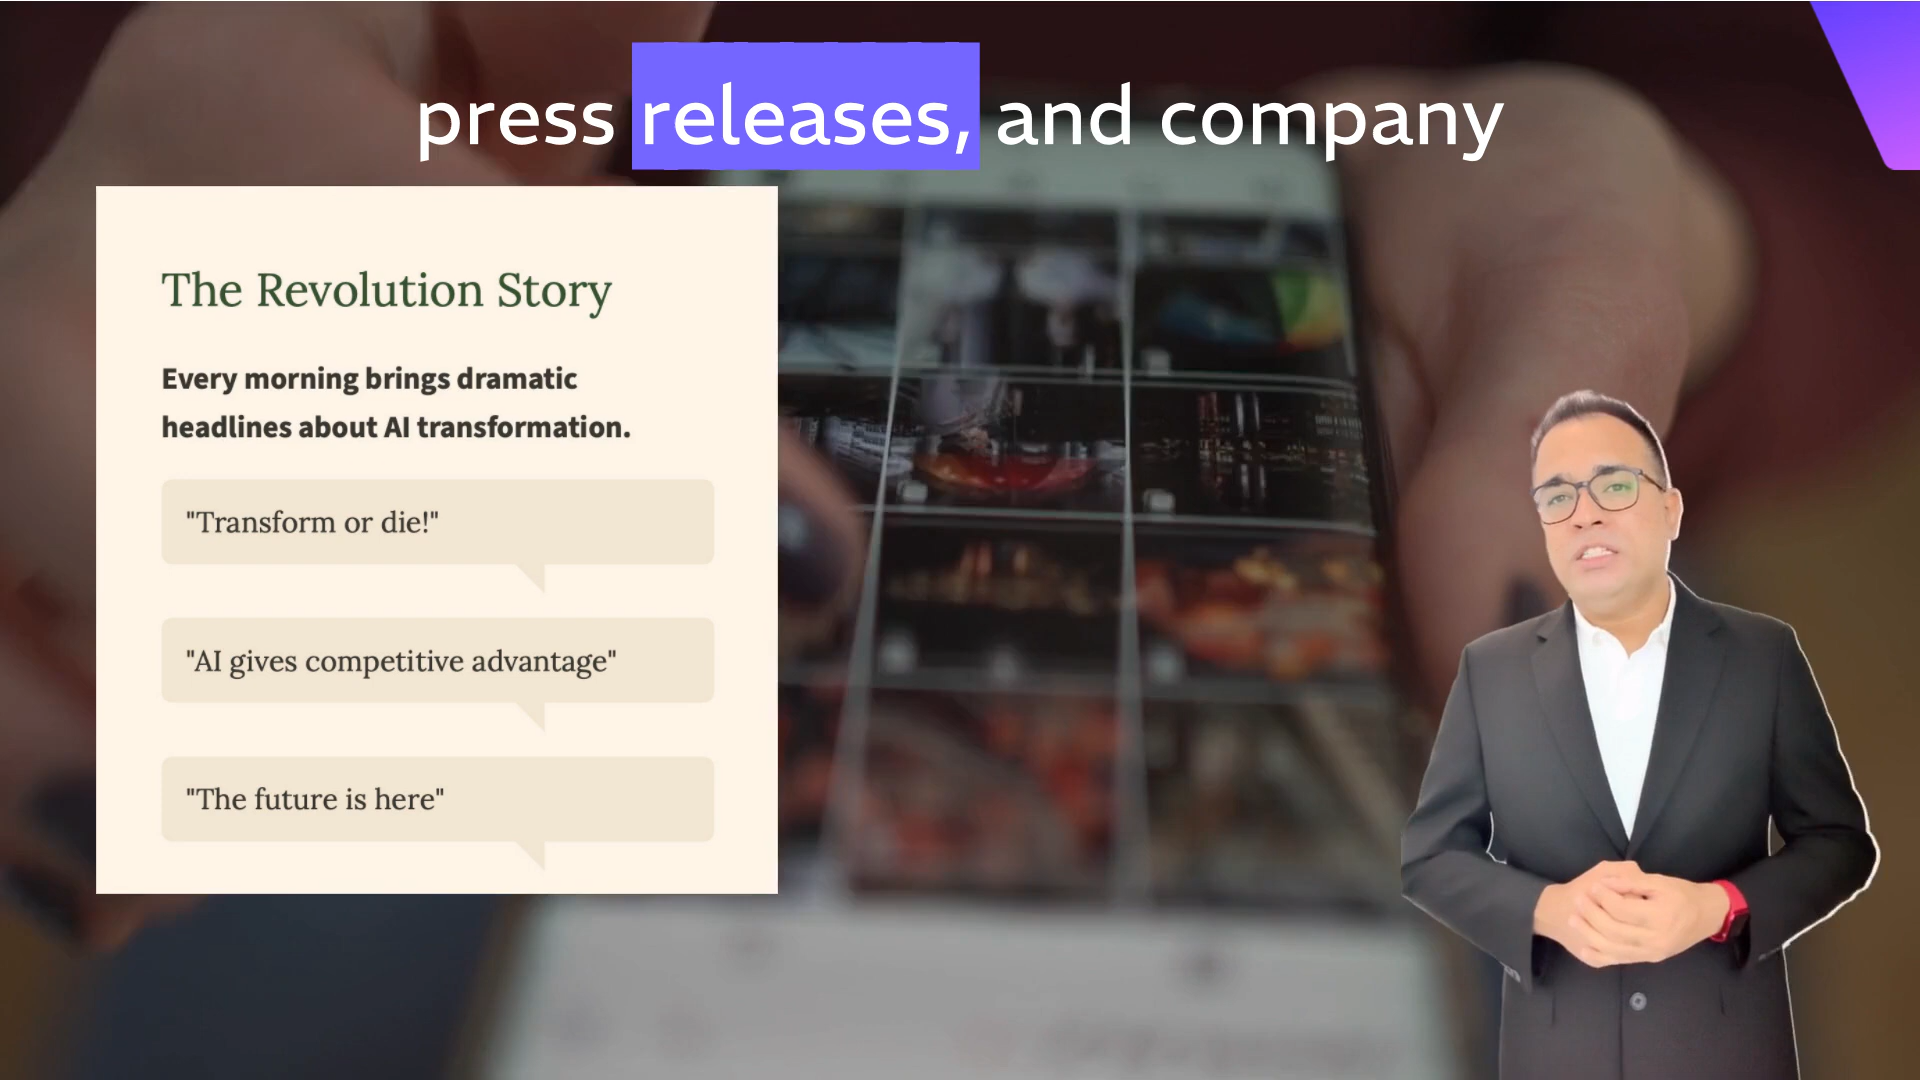 press releases, and company
The Revolution Story
Every morning brings dramatic
headlines about AI transformation.
"Transform or die!"
"AI gives competitive advantage"
"The future is here"